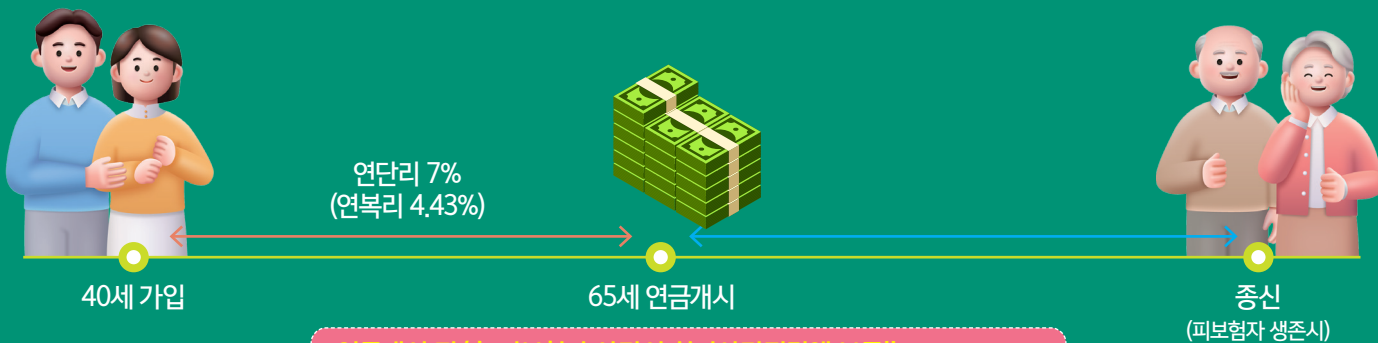 연단리 7%
(연복리 4.43%)
40세 가입
65세 연금개시
종신
(피보험자 생존시)